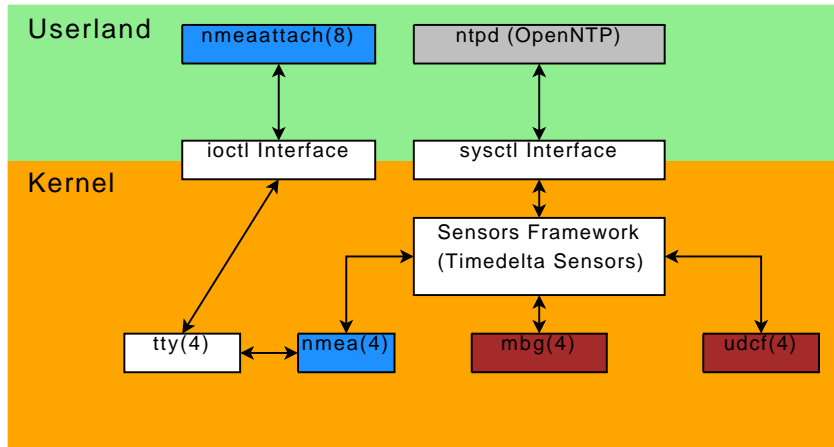 Userland
nmeaattach(8)
ntpd (OpenNTP)
ioctl Interface
sysctl Interface
Kernel
Sensors Framework
(Timedelta Sensors)
tty(4)
nmea(4)
mbg(4)
udcf(4)